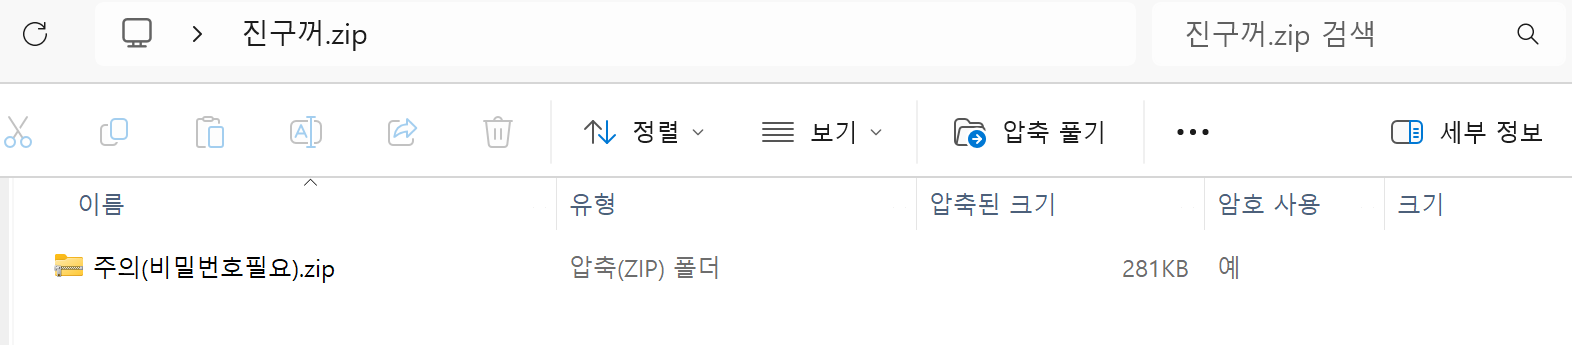 진구꺼.zip 진구꺼.zip 검색
정렬 보기 압축 풀기 세부 정보
이름 유형 압축된 크기 암호 사용 크기
주의(비밀번호필요).zip 압축(ZIP) 폴더 281KB 예